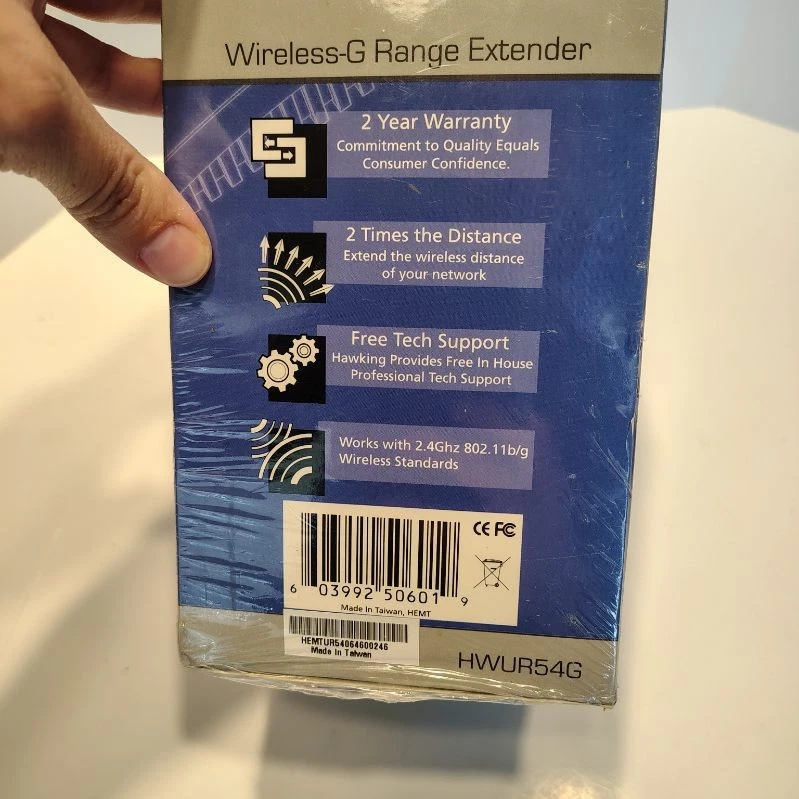 Wireless-G Range Extender
2 Year Warranty
Commitment to Quality Equals
Consumer Confidence.
2 Times the Distance
Extend the wireless distance
of your network
Free Tech Support
Hawking Provides Free In House
Professional Tech Support
Works with 2.4Ghz 802.11b/g
Wireless Standards
CE FC
6 03992 50601 9
Made In Taiwan, HEMT
HEMTUR54064600246
Made In Taiwan
HWUR54G